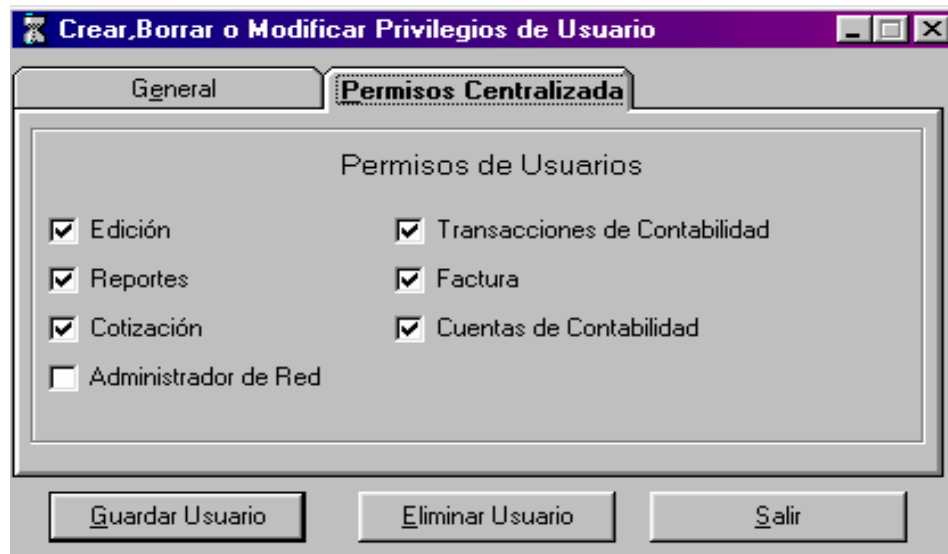 Crear,Borrar o Modificar Privilegios de Usuario
General
Permisos Centralizada
Permisos de Usuarios
Edición
Transacciones de Contabilidad
Reportes
Factura
Cotización
Cuentas de Contabilidad
Administrador de Red
Guardar Usuario
Eliminar Usuario
Salir